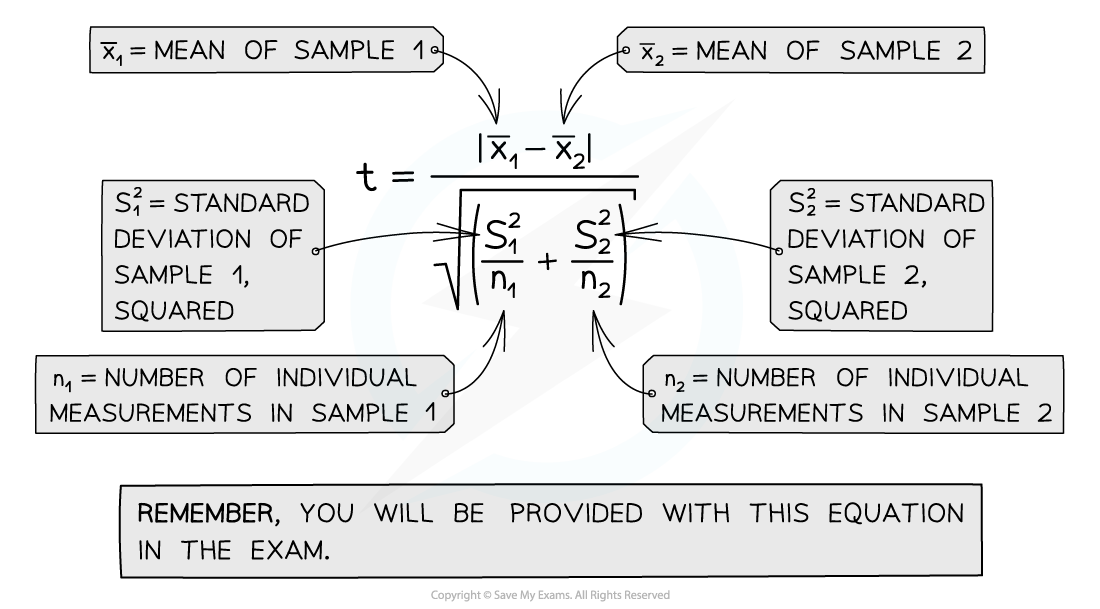 x̅₁ = MEAN OF SAMPLE 1
x̅₂ = MEAN OF SAMPLE 2
t = |x̅₁ − x̅₂| / √(S₁²/n₁ + S₂²/n₂)
S₁² = STANDARD
DEVIATION OF
SAMPLE 1,
SQUARED
S₂² = STANDARD
DEVIATION OF
SAMPLE 2,
SQUARED
n₁ = NUMBER OF INDIVIDUAL
MEASUREMENTS IN SAMPLE 1
n₂ = NUMBER OF INDIVIDUAL
MEASUREMENTS IN SAMPLE 2
REMEMBER, YOU WILL BE PROVIDED WITH THIS EQUATION
IN THE EXAM.
Copyright © Save My Exams. All Rights Reserved